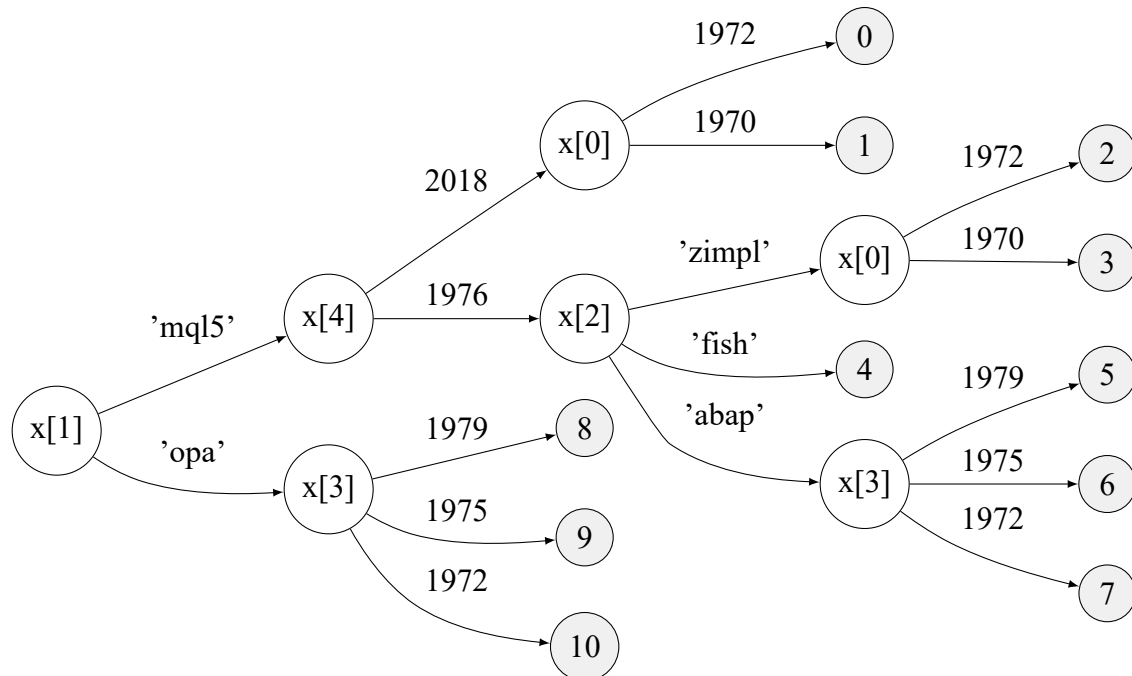 1972
0
x[0]
1970
1
1972
2
2018
’zimpl’
x[0]
1970
3
’mql5’
x[4]
1976
x[2]
’fish’
4
1979
5
x[1]
’opa’
1979
8
’abap’
x[3]
1975
9
x[3]
1975
6
1972
10
1972
7